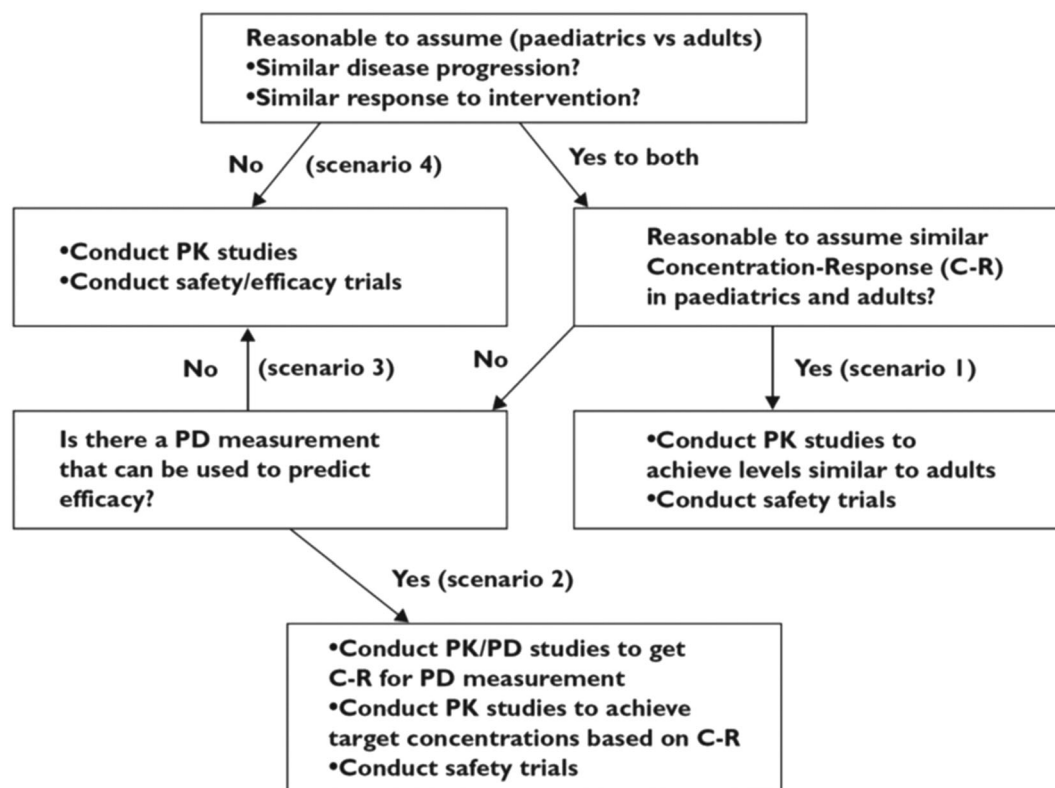 Reasonable to assume (paediatrics vs adults)
•Similar disease progression?
•Similar response to intervention?
No (scenario 4)
Yes to both
•Conduct PK studies
•Conduct safety/efficacy trials
Reasonable to assume similar
Concentration-Response (C-R)
in paediatrics and adults?
No (scenario 3)
No
Yes (scenario 1)
Is there a PD measurement
that can be used to predict
efficacy?
•Conduct PK studies to
achieve levels similar to adults
•Conduct safety trials
Yes (scenario 2)
•Conduct PK/PD studies to get
C-R for PD measurement
•Conduct PK studies to achieve
target concentrations based on C-R
•Conduct safety trials